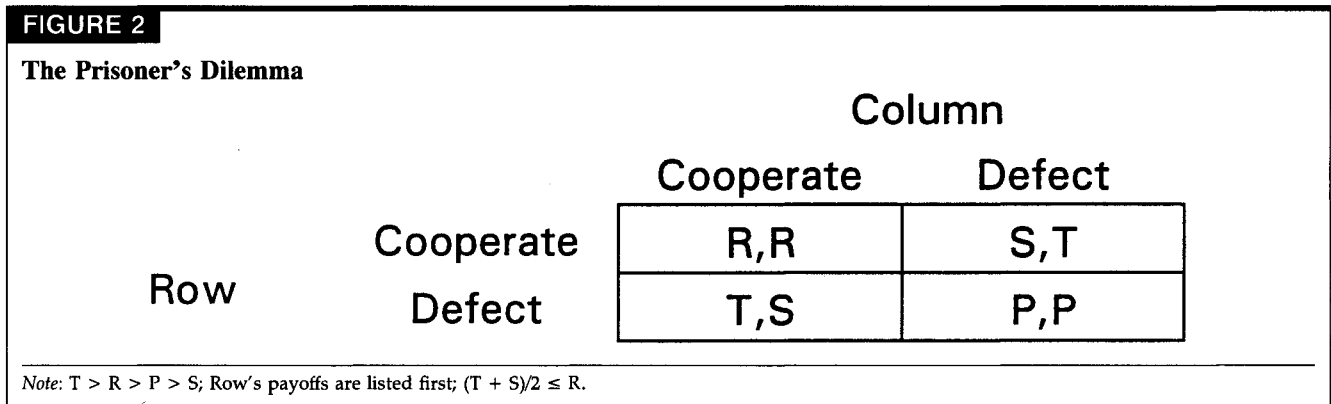 FIGURE 2
The Prisoner's Dilemma
Column
Cooperate Defect
Cooperate R,R S,T
Row
Defect T,S P,P
Note: T > R > P > S; Row's payoffs are listed first; (T + S)/2 ≤ R.